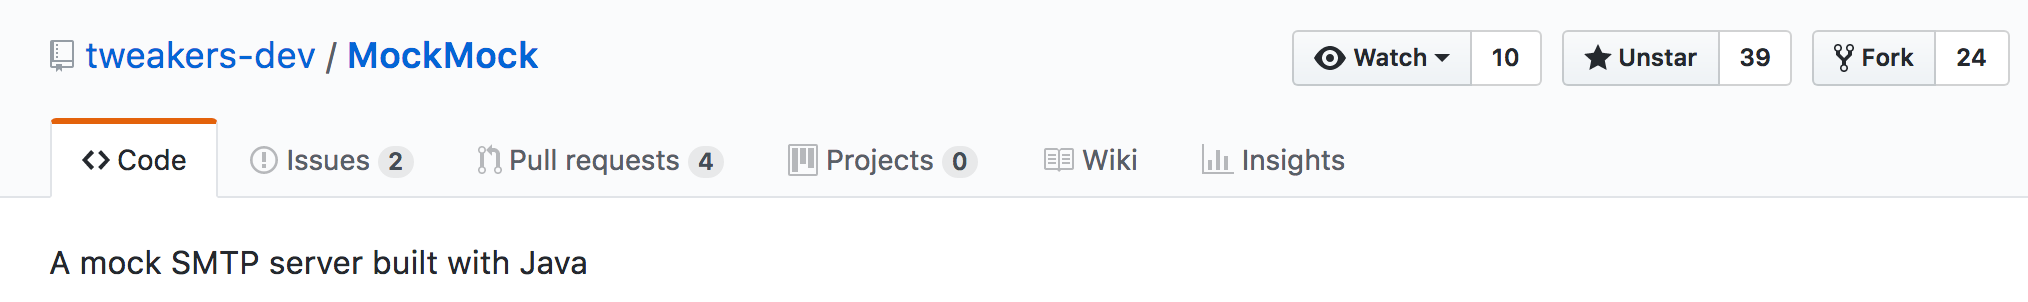 tweakers-dev / MockMock
Watch 10 Unstar 39 Fork 24
Code Issues 2 Pull requests 4 Projects 0 Wiki Insights
A mock SMTP server built with Java